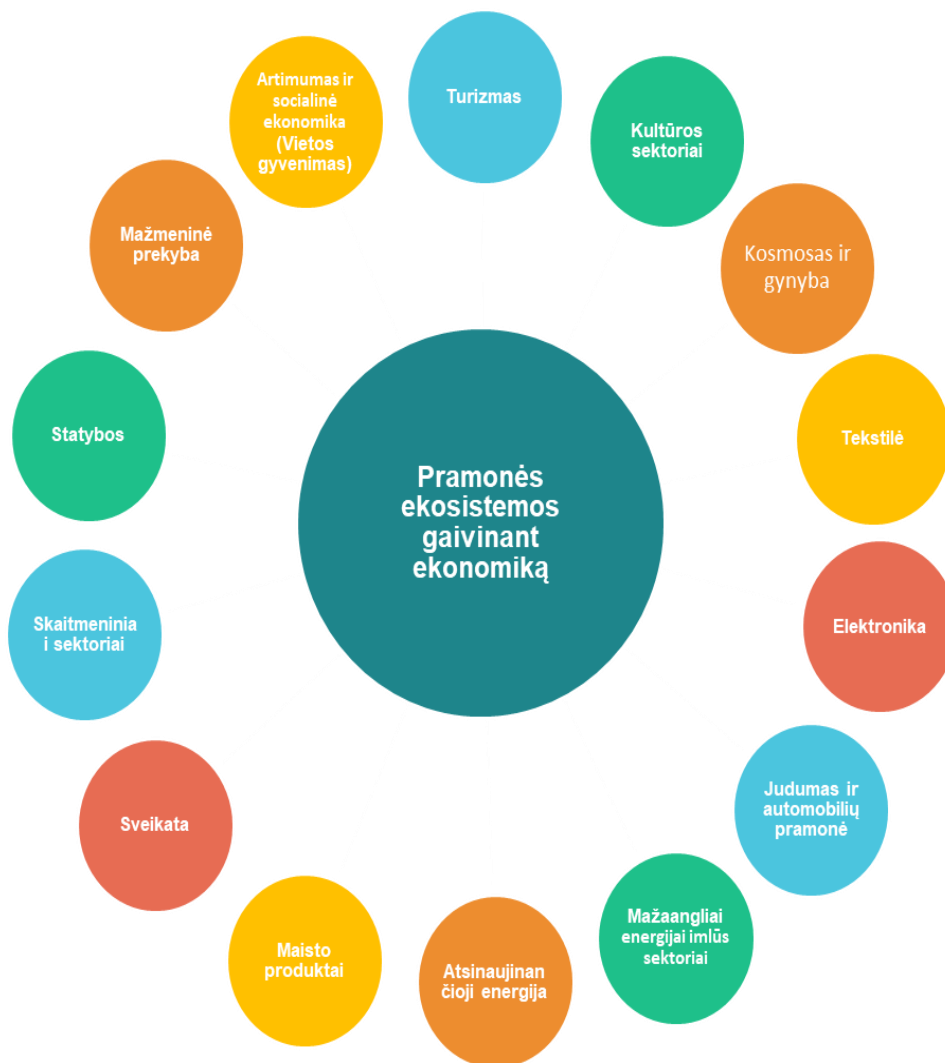 Artimumas ir
socialinė
ekonomika
(Vietos
gyvenimas)
Turizmas
Kultūros
sektoriai
Kosmosas ir
gynyba
Tekstilė
Elektronika
Judumas ir
automobilių
pramonė
Mažaangliai
energijai imlūs
sektoriai
Atsinaujinan
čioji energija
Maisto
produktai
Sveikata
Skaitmeninia
i sektoriai
Statybos
Mažmeninė
prekyba
Pramonės
ekosistemos
gaivinant
ekonomiką